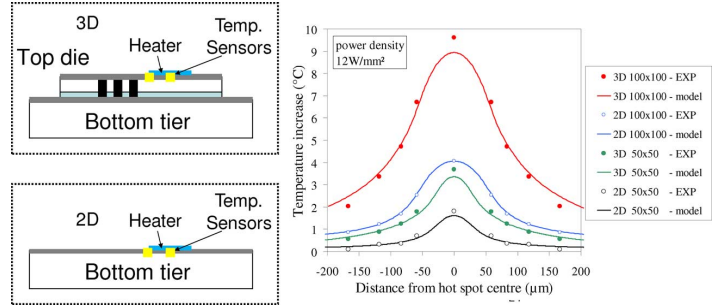 3D
Temp.
Sensors
Heater
Top die
Bottom tier
2D
Temp.
Sensors
Heater
Bottom tier
power density
12W/mm²
Temperature increase (°C)
10
9
8
7
6
5
4
3
2
1
0
-200 -150 -100 -50 0 50 100 150 200
Distance from hot spot centre (µm)
3D 100x100 - EXP
3D 100x100 - model
2D 100x100 - EXP
2D 100x100 - model
3D 50x50 - EXP
3D 50x50 - model
2D 50x50 - EXP
2D 50x50 - model